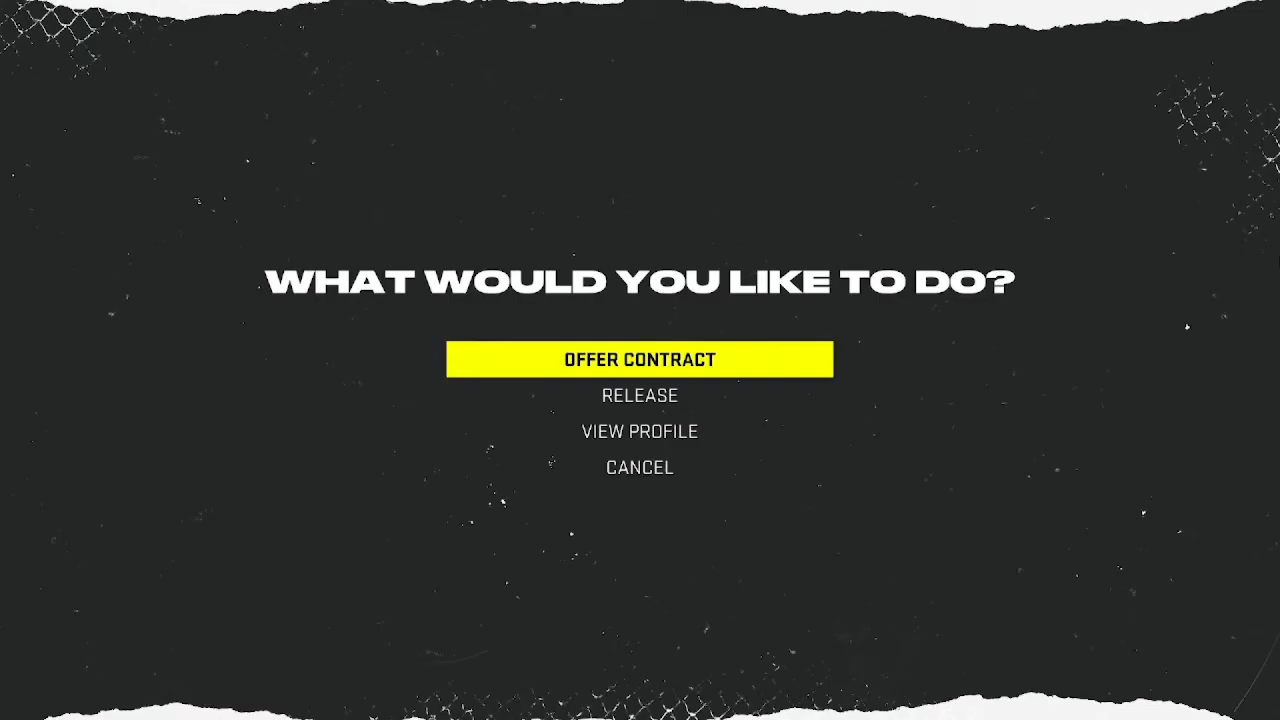 WHAT WOULD YOU LIKE TO DO?
OFFER CONTRACT
RELEASE
VIEW PROFILE
CANCEL